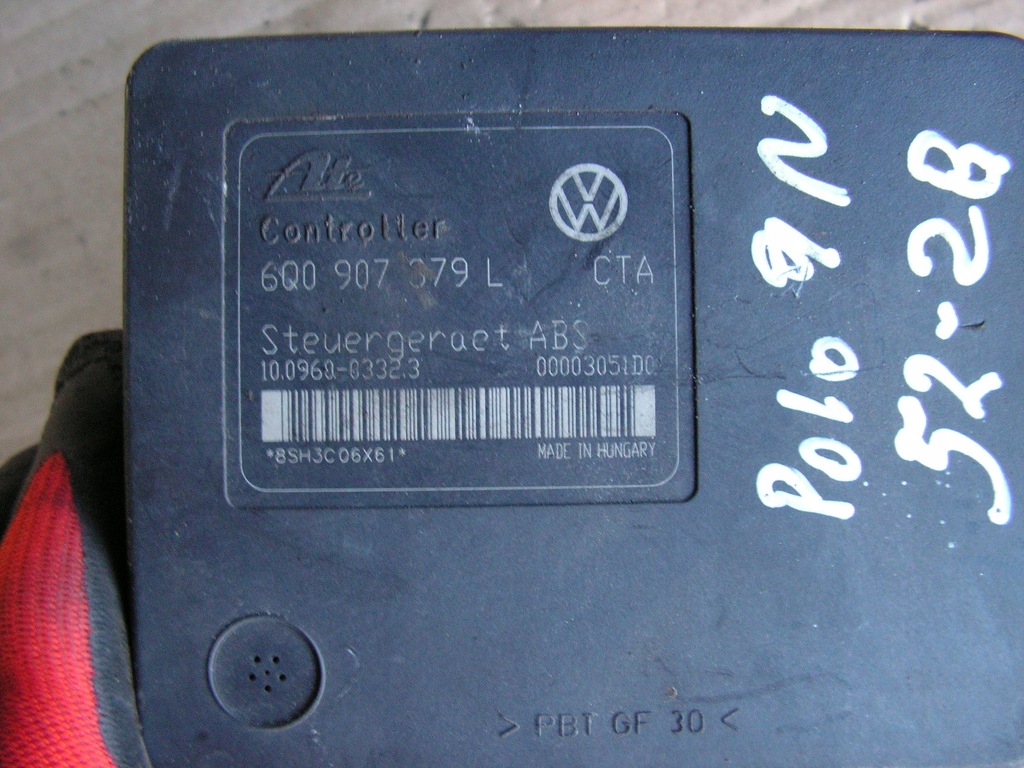 Ate
Controller
6Q0 907 379 L CTA
Steuergeraet ABS
10.0960-0332.3 00003051D0
*8SH3C06X61*
MADE IN HUNGARY
> PBT GF 30 <
Polo 9N
52-28